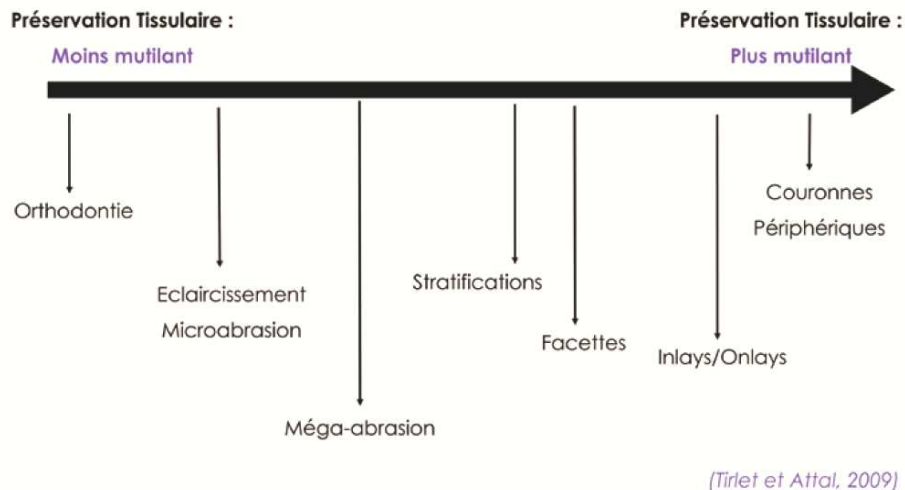 Préservation Tissulaire :
Moins mutilant
Préservation Tissulaire :
Plus mutilant
Orthodontie
Eclaircissement
Microabrasion
Méga-abrasion
Stratifications
Facettes
Inlays/Onlays
Couronnes
Périphériques
(Tirlet et Attal, 2009)